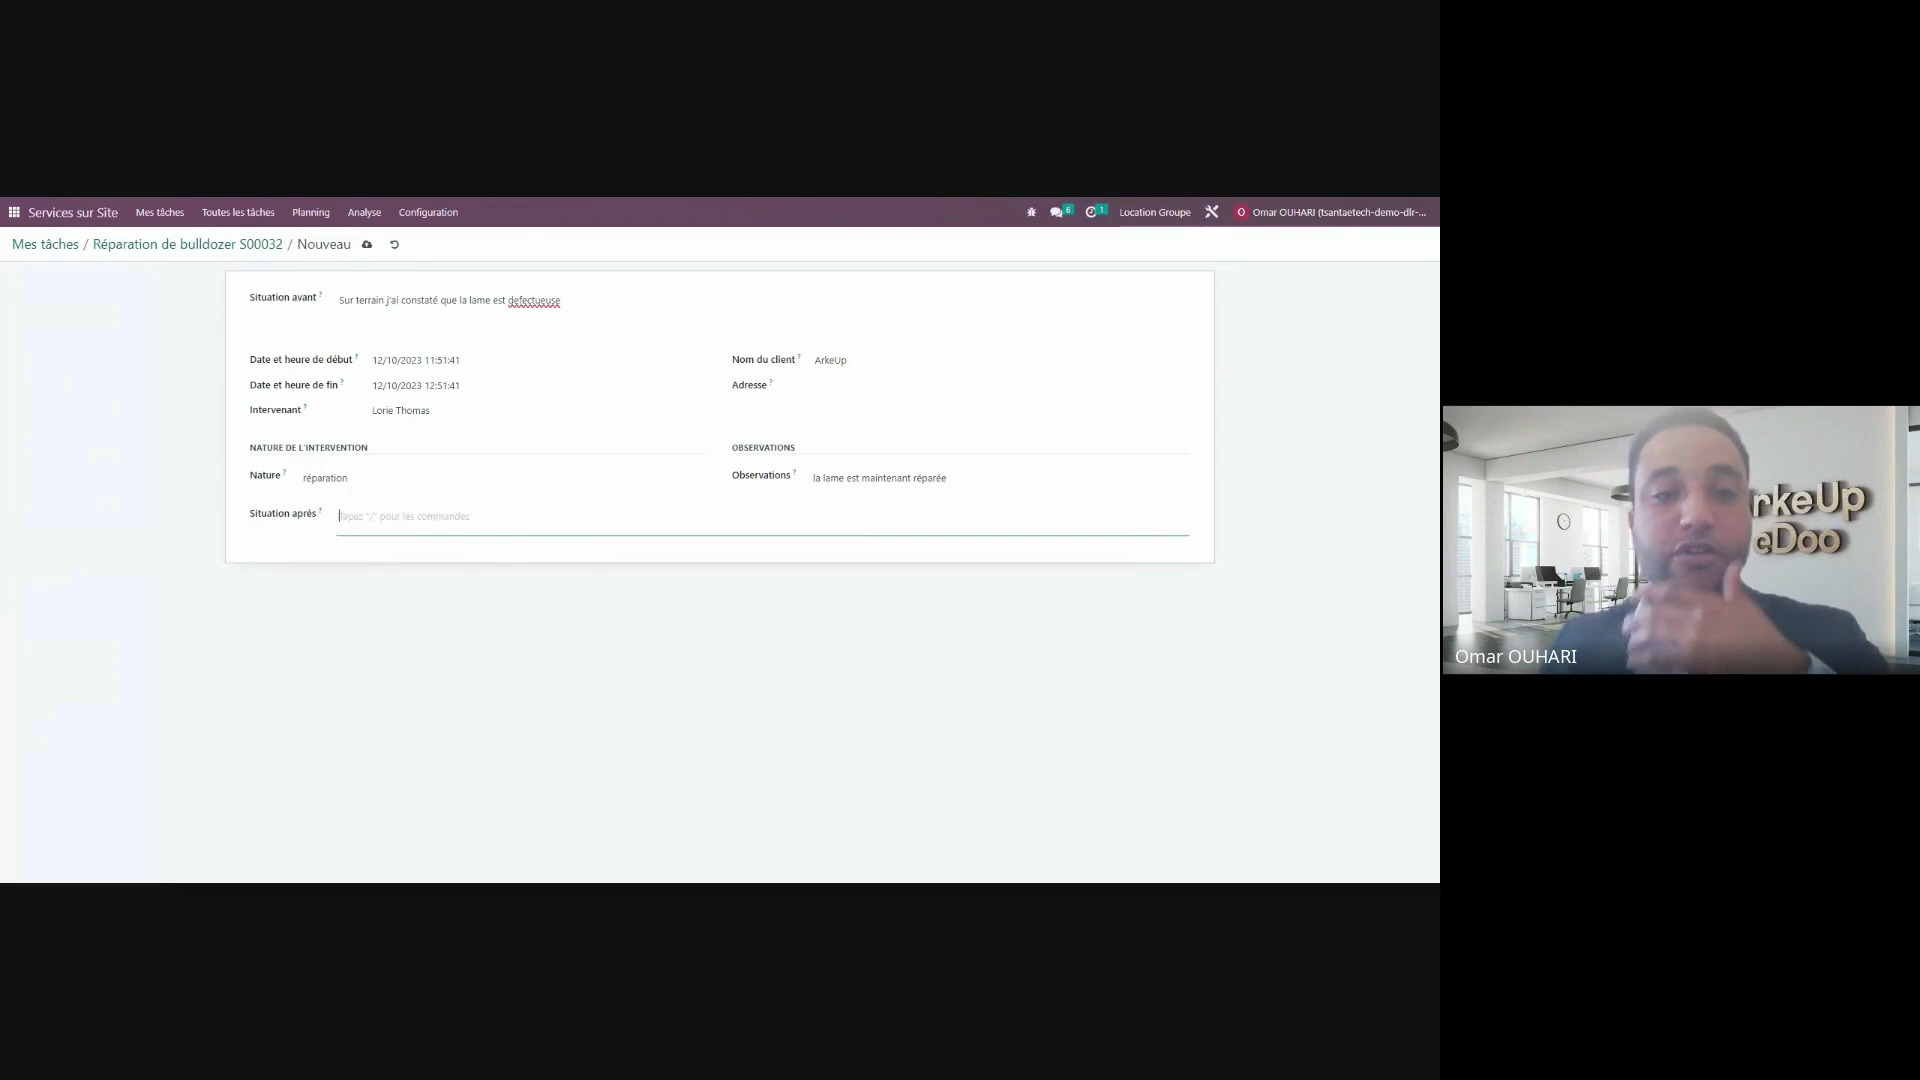 Services sur Site Mes tâches Toutes les tâches Planning Analyse Configuration 6 1 Location Groupe O Omar OUHARI (tsantaetech-demo-dlr-...
Mes tâches / Réparation de bulldozer S00032 / Nouveau
Situation avant ? Sur terrain j'ai constaté que la lame est defectueuse
Date et heure de début ? 12/10/2023 11:51:41 Nom du client ? ArkeUp
Date et heure de fin ? 12/10/2023 12:51:41 Adresse ?
Intervenant ? Lorie Thomas
NATURE DE L'INTERVENTION OBSERVATIONS
Nature ? réparation Observations ? la lame est maintenant réparée
Situation après ? Tapez "/" pour les commandes
rkeUp
eDoo
Omar OUHARI